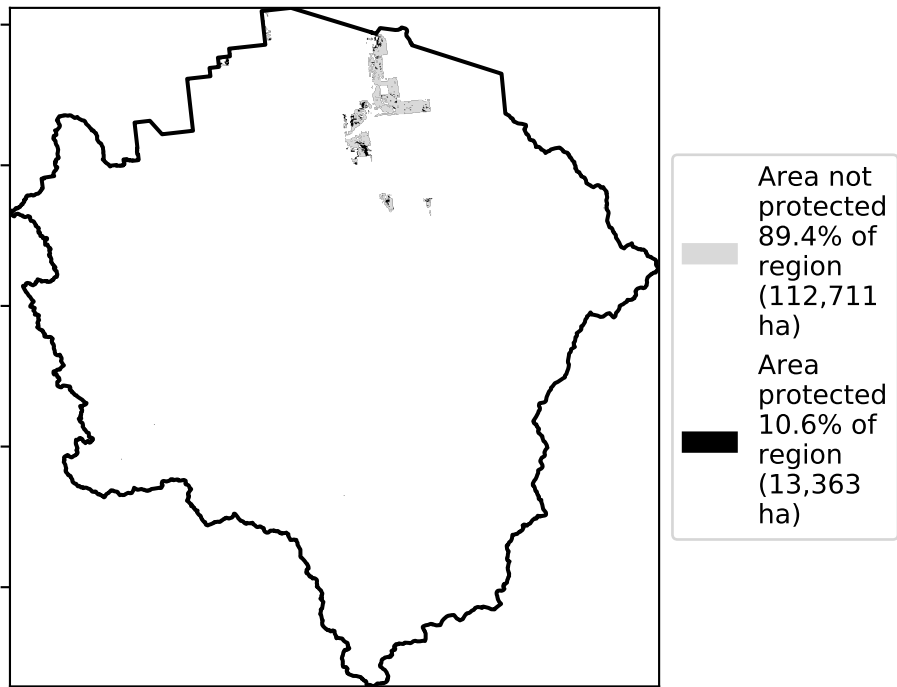 Area not
protected
89.4% of
region
(112,711
ha)
Area
protected
10.6% of
region
(13,363
ha)